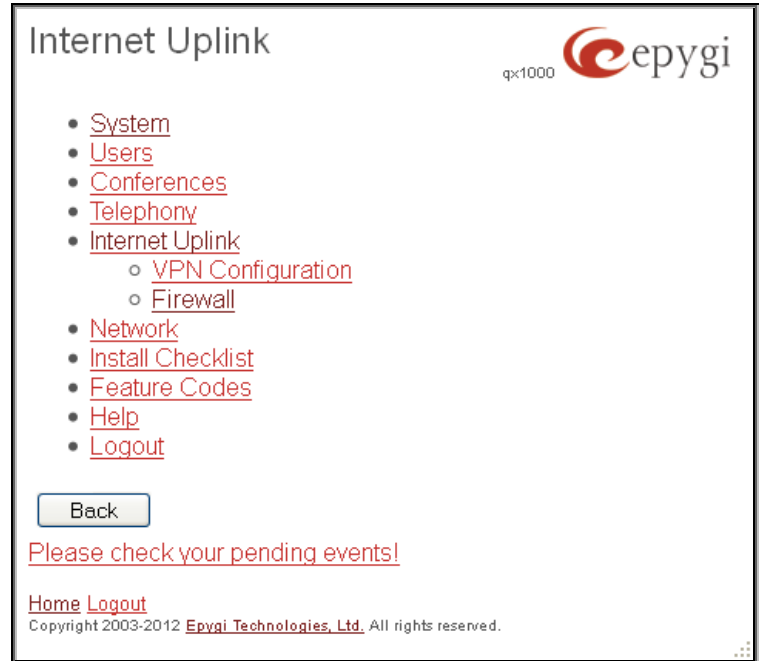 Internet Uplink
qx1000 epygi
System
Users
Conferences
Telephony
Internet Uplink
VPN Configuration
Firewall
Network
Install Checklist
Feature Codes
Help
Logout
Back
Please check your pending events!
Home Logout
Copyright 2003-2012 Epygi Technologies, Ltd. All rights reserved.